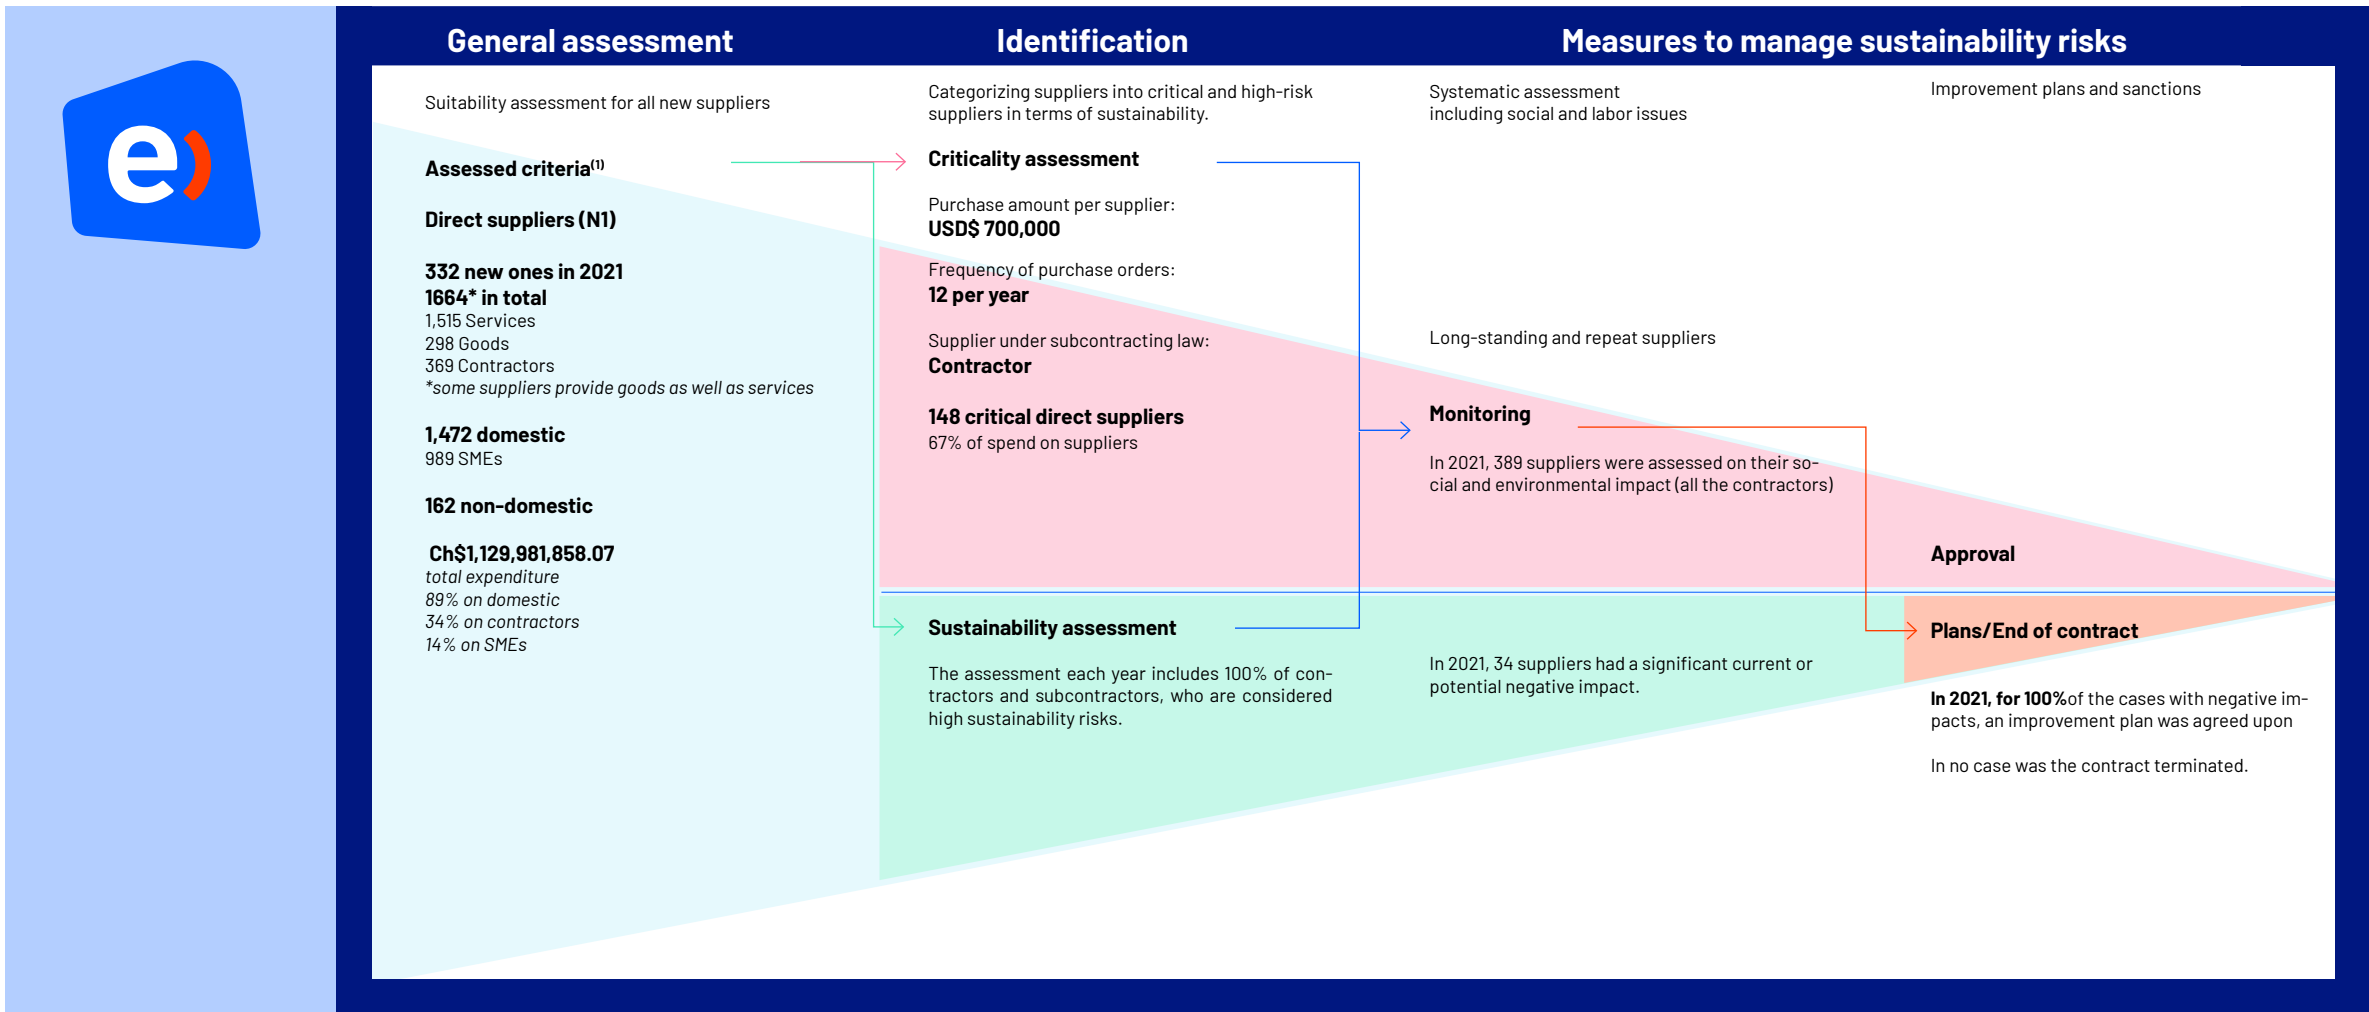 e)
General assessment
Identification
Measures to manage sustainability risks
Suitability assessment for all new suppliers
Assessed criteria(1)
Direct suppliers (N1)
332 new ones in 2021
1664* in total
1,515 Services
298 Goods
369 Contractors
*some suppliers provide goods as well as services
1,472 domestic
989 SMEs
162 non-domestic
Ch$1,129,981,858.07
total expenditure
89% on domestic
34% on contractors
14% on SMEs
Categorizing suppliers into critical and high-risk
suppliers in terms of sustainability.
Criticality assessment
Purchase amount per supplier:
USD$ 700,000
Frequency of purchase orders:
12 per year
Supplier under subcontracting law:
Contractor
148 critical direct suppliers
67% of spend on suppliers
Sustainability assessment
The assessment each year includes 100% of con-
tractors and subcontractors, who are considered
high sustainability risks.
Systematic assessment
including social and labor issues
Long-standing and repeat suppliers
Monitoring
In 2021, 389 suppliers were assessed on their so-
cial and environmental impact (all the contractors)
In 2021, 34 suppliers had a significant current or
potential negative impact.
Improvement plans and sanctions
Approval
Plans/End of contract
In 2021, for 100%of the cases with negative im-
pacts, an improvement plan was agreed upon
In no case was the contract terminated.